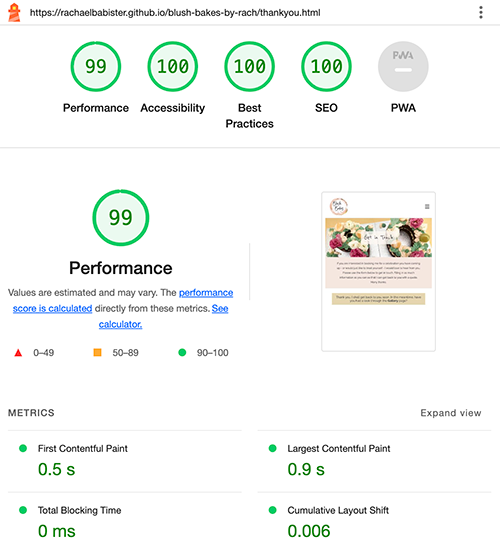 https://rachaelbabister.github.io/blush-bakes-by-rach/thankyou.html
99
100
100
100
PWA
Performance
Accessibility
Best
Practices
SEO
PWA
99
Performance
Values are estimated and may vary. The performance
score is calculated directly from these metrics. See
calculator.
0–49
50–89
90–100
Get in Touch
METRICS
Expand view
First Contentful Paint
0.5 s
Largest Contentful Paint
0.9 s
Total Blocking Time
0 ms
Cumulative Layout Shift
0.006